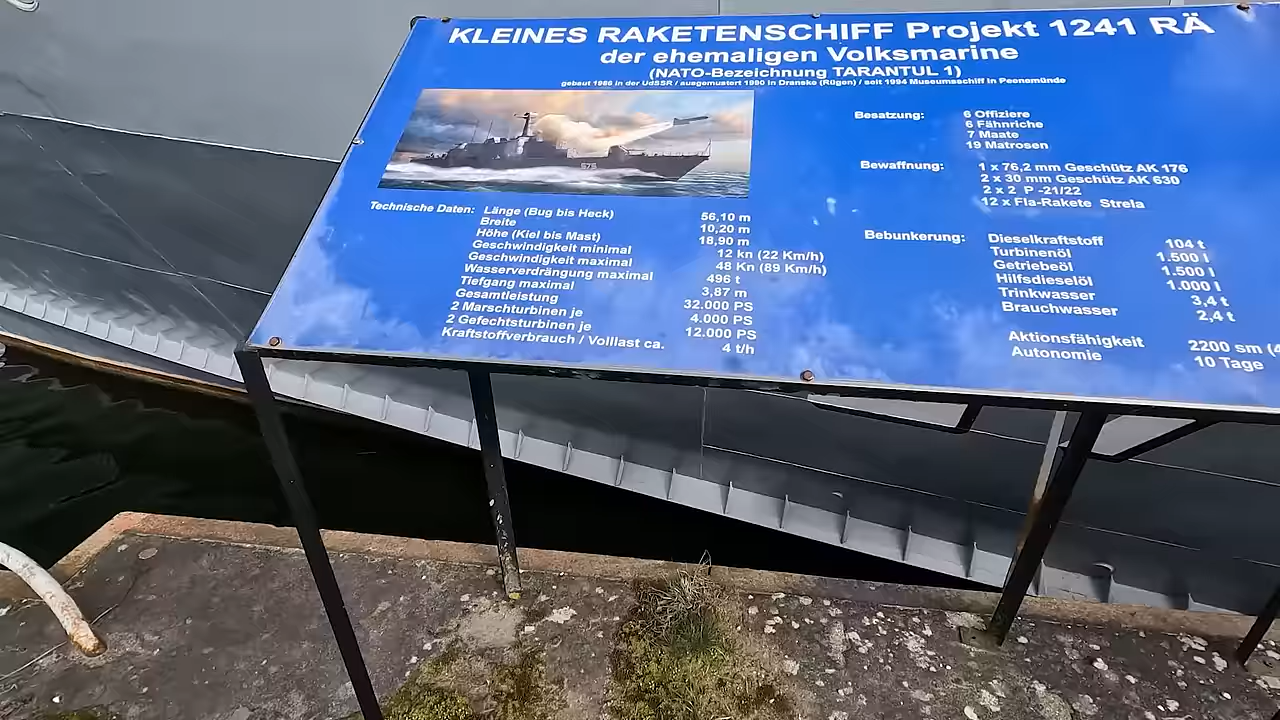 KLEINES RAKETENSCHIFF Projekt 1241 RÄ
der ehemaligen Volksmarine
(NATO-Bezeichnung TARANTUL 1)
gebaut 1986 in der UdSSR / ausgemustert 1990 in Dranske (Rügen) / seit 1994 Museumsschiff in Peenemünde
575
Technische Daten: Länge (Bug bis Heck) 56,10 m
Breite 10,20 m
Höhe (Kiel bis Mast) 18,90 m
Geschwindigkeit minimal 12 kn (22 Km/h)
Geschwindigkeit maximal 48 Kn (89 Km/h)
Wasserverdrängung maximal 496 t
Tiefgang maximal 3,87 m
Gesamtleistung 32.000 PS
2 Marschturbinen je 4.000 PS
2 Gefechtsturbinen je 12.000 PS
Kraftstoffverbrauch / Volllast ca. 4 t/h
Besatzung: 6 Offiziere
6 Fähnriche
7 Maate
19 Matrosen
Bewaffnung: 1 x 76,2 mm Geschütz AK 176
2 x 30 mm Geschütz AK 630
2 x 2 P -21/22
12 x Fla-Rakete Strela
Bebunkerung: Dieselkraftstoff 104 t
Turbinenöl 1.500 l
Getriebeöl 1.500 l
Hilfsdieselöl 1.000 l
Trinkwasser 3,4 t
Brauchwasser 2,4 t
Aktionsfähigkeit 2200 sm (4
Autonomie 10 Tage